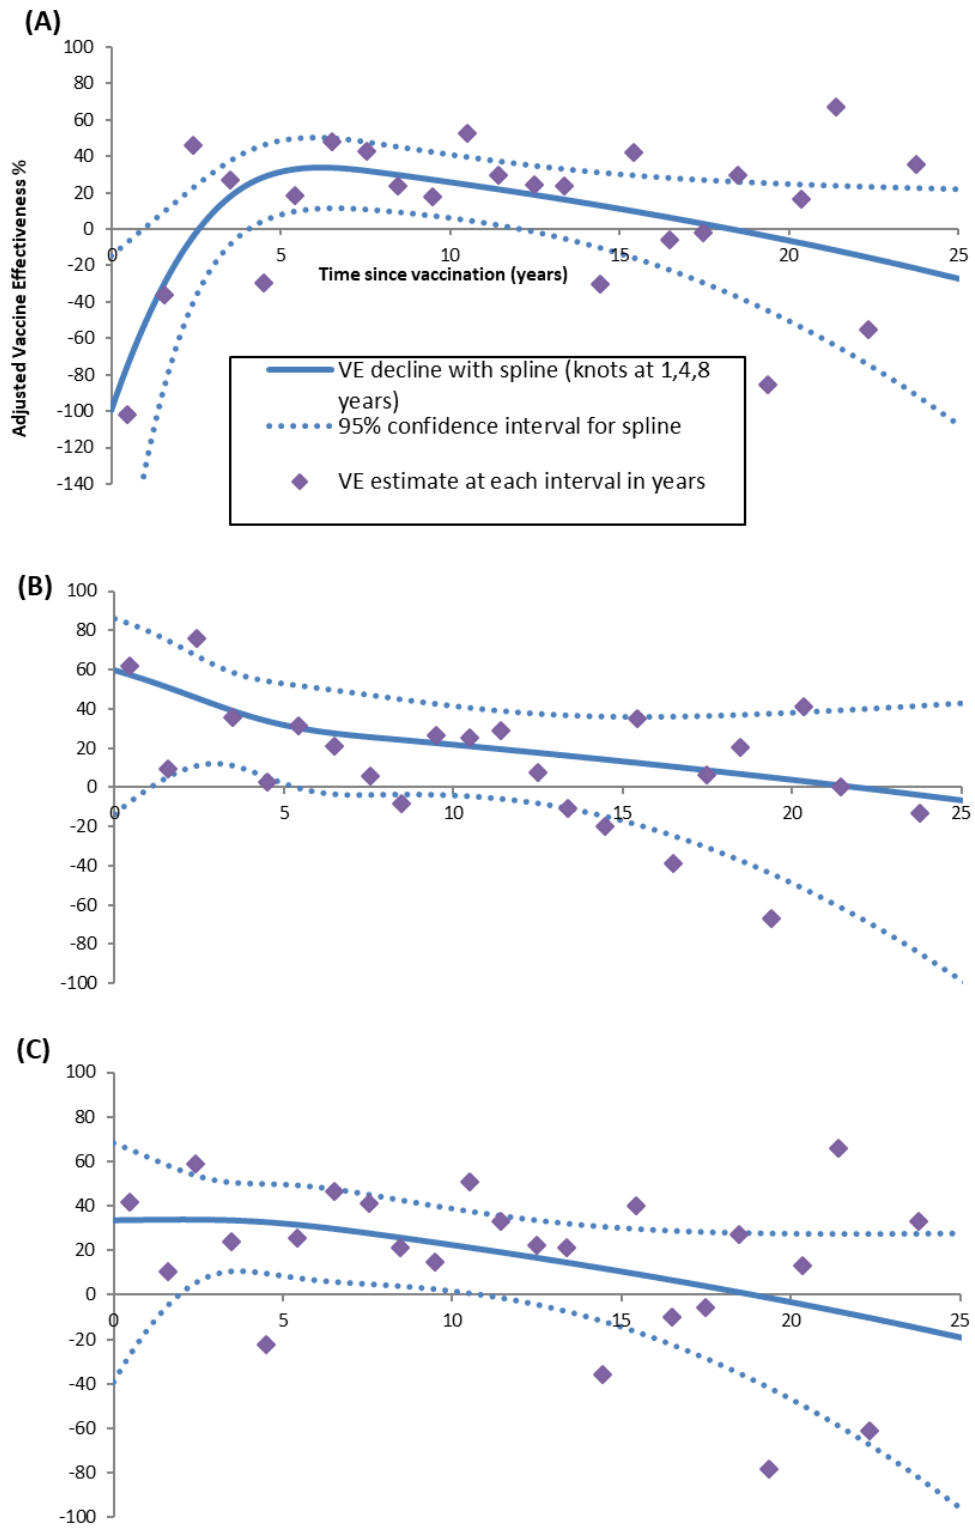 (A)
100
80
60
40
20
0
-20
-40
-60
-80
-100
-120
-140
Adjusted Vaccine Effectiveness %
0 5 10 15 20 25
Time since vaccination (years)
VE decline with spline (knots at 1,4,8
years)
95% confidence interval for spline
VE estimate at each interval in years
(B)
100
80
60
40
20
0
-20
-40
-60
-80
-100
0 5 10 15 20 25
(C)
100
80
60
40
20
0
-20
-40
-60
-80
-100
0 5 10 15 20 25